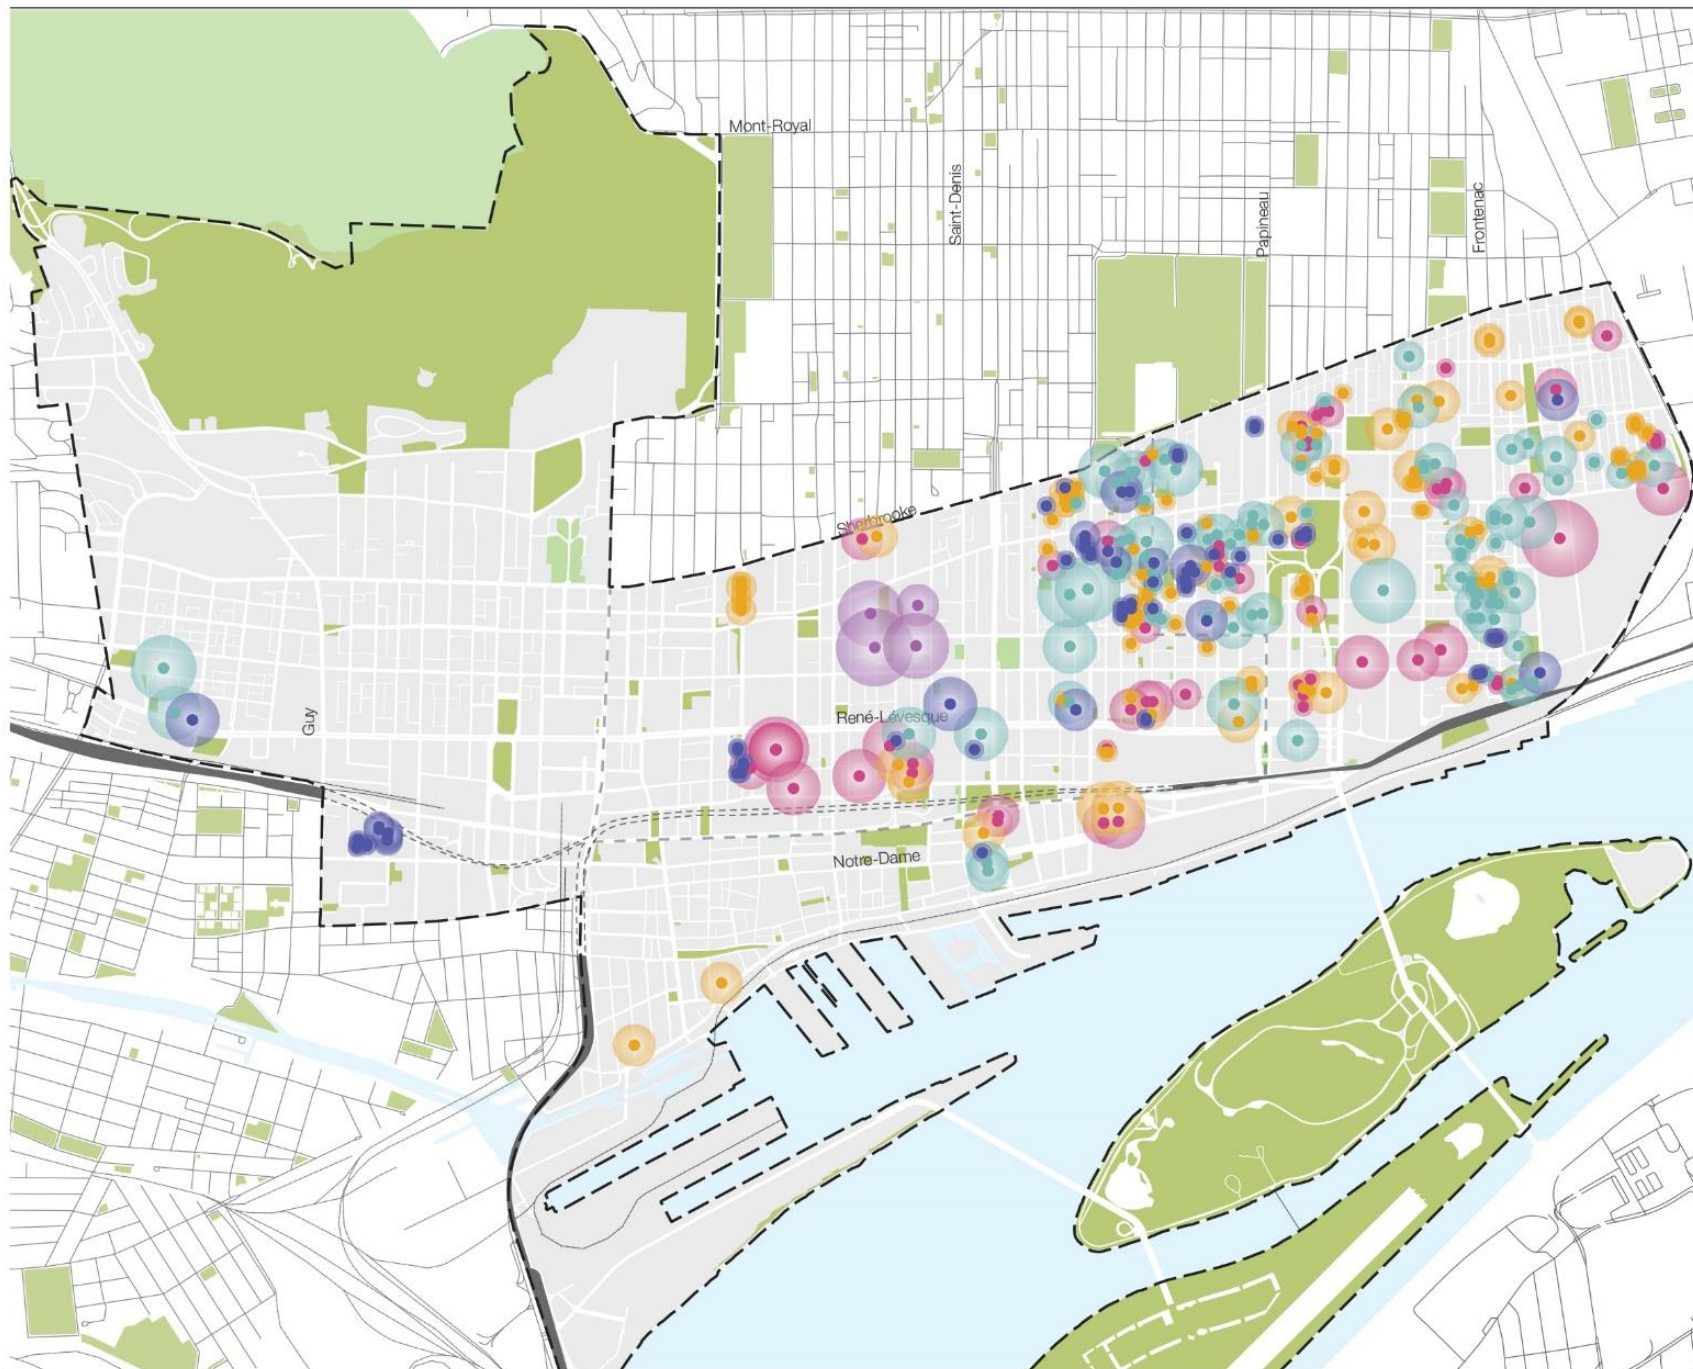 Mont-Royal
Saint-Denis
Papineau
Frontenac
Sherbrooke
Guy
René-Lévesque
Notre-Dame